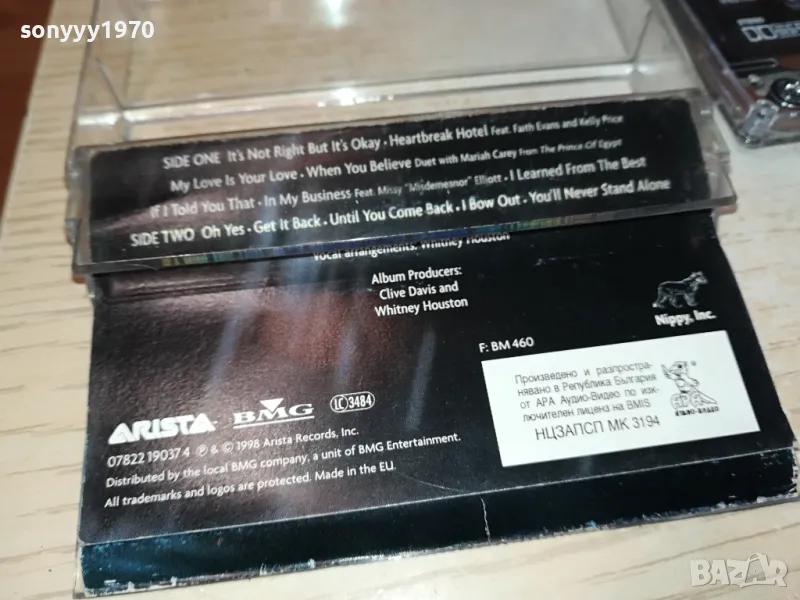 sonyyy1970
SIDE ONE It's Not Right But It's Okay · Heartbreak Hotel Feat. Faith Evans and Kelly Price
My Love Is Your Love · When You Believe Duet with Mariah Carey From The Prince Of Egypt
If I Told You That · In My Business Feat. Missy "Misdemeanor" Elliott · I Learned From The Best
SIDE TWO Oh Yes · Get It Back · Until You Come Back · I Bow Out · You'll Never Stand Alone
Vocal arrangements: Whitney Houston
Album Producers:
Clive Davis and
Whitney Houston
Nippy, Inc.
F: BM 460
Произведено и разпростра-
нявано в Република България
от АРА Аудио-Видео по изк-
лючителен лиценз на BMIS
НЦЗАПСП МК 3194
АРА
АУДИО-ВИДЕО
ARISTA BMG LC 3484
07822 19037 4 ℗ & © 1998 Arista Records, Inc.
Distributed by the local BMG company, a unit of BMG Entertainment.
All trademarks and logos are protected. Made in the EU.
BAZAR